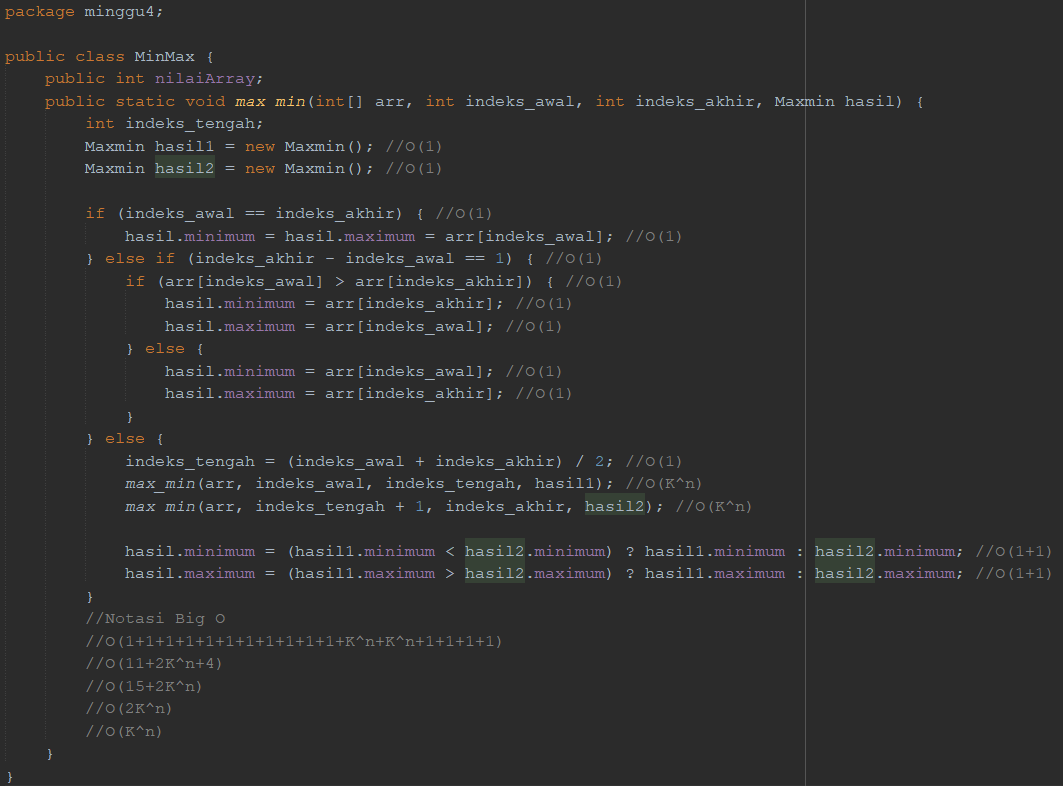 package minggu4;
public class MinMax {
public int nilaiArray;
public static void max_min(int[] arr, int indeks_awal, int indeks_akhir, Maxmin hasil) {
int indeks_tengah;
Maxmin hasil1 = new Maxmin(); //O(1)
Maxmin hasil2 = new Maxmin(); //O(1)
if (indeks_awal == indeks_akhir) { //O(1)
hasil.minimum = hasil.maximum = arr[indeks_awal]; //O(1)
} else if (indeks_akhir - indeks_awal == 1) { //O(1)
if (arr[indeks_awal] > arr[indeks_akhir]) { //O(1)
hasil.minimum = arr[indeks_akhir]; //O(1)
hasil.maximum = arr[indeks_awal]; //O(1)
} else {
hasil.minimum = arr[indeks_awal]; //O(1)
hasil.maximum = arr[indeks_akhir]; //O(1)
}
} else {
indeks_tengah = (indeks_awal + indeks_akhir) / 2; //O(1)
max_min(arr, indeks_awal, indeks_tengah, hasil1); //O(K^n)
max_min(arr, indeks_tengah + 1, indeks_akhir, hasil2); //O(K^n)
hasil.minimum = (hasil1.minimum < hasil2.minimum) ? hasil1.minimum : hasil2.minimum; //O(1+1)
hasil.maximum = (hasil1.maximum > hasil2.maximum) ? hasil1.maximum : hasil2.maximum; //O(1+1)
}
//Notasi Big O
//O(1+1+1+1+1+1+1+1+1+1+1+K^n+K^n+1+1+1+1)
//O(11+2K^n+4)
//O(15+2K^n)
//O(2K^n)
//O(K^n)
}
}